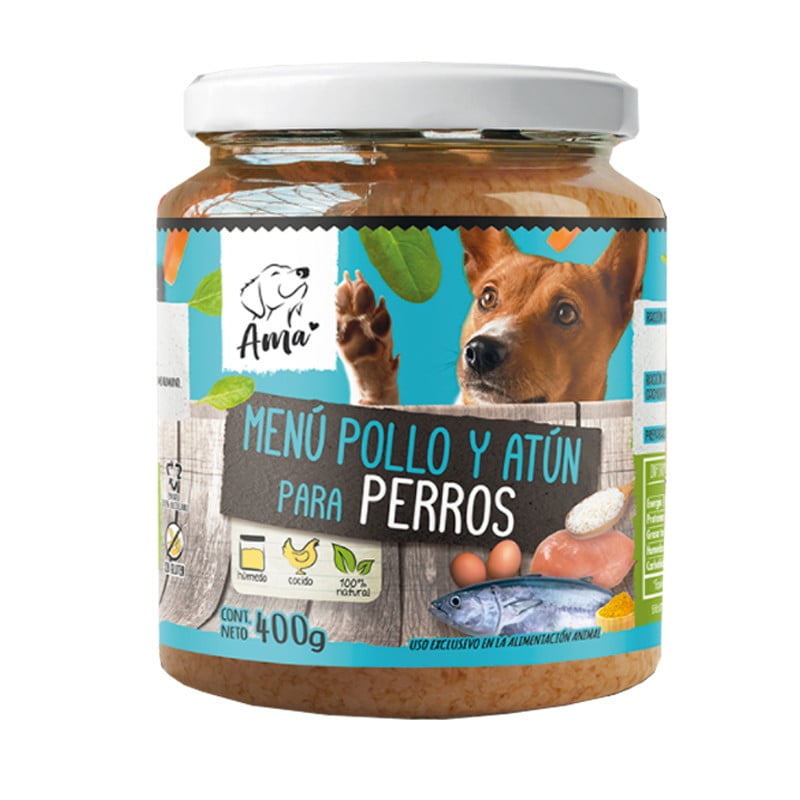 Ama
MENÚ POLLO Y ATÚN
PARA PERROS
húmedo
cocido
100%
natural
CONT.
NETO 400g
USO EXCLUSIVO EN LA ALIMENTACIÓN ANIMAL